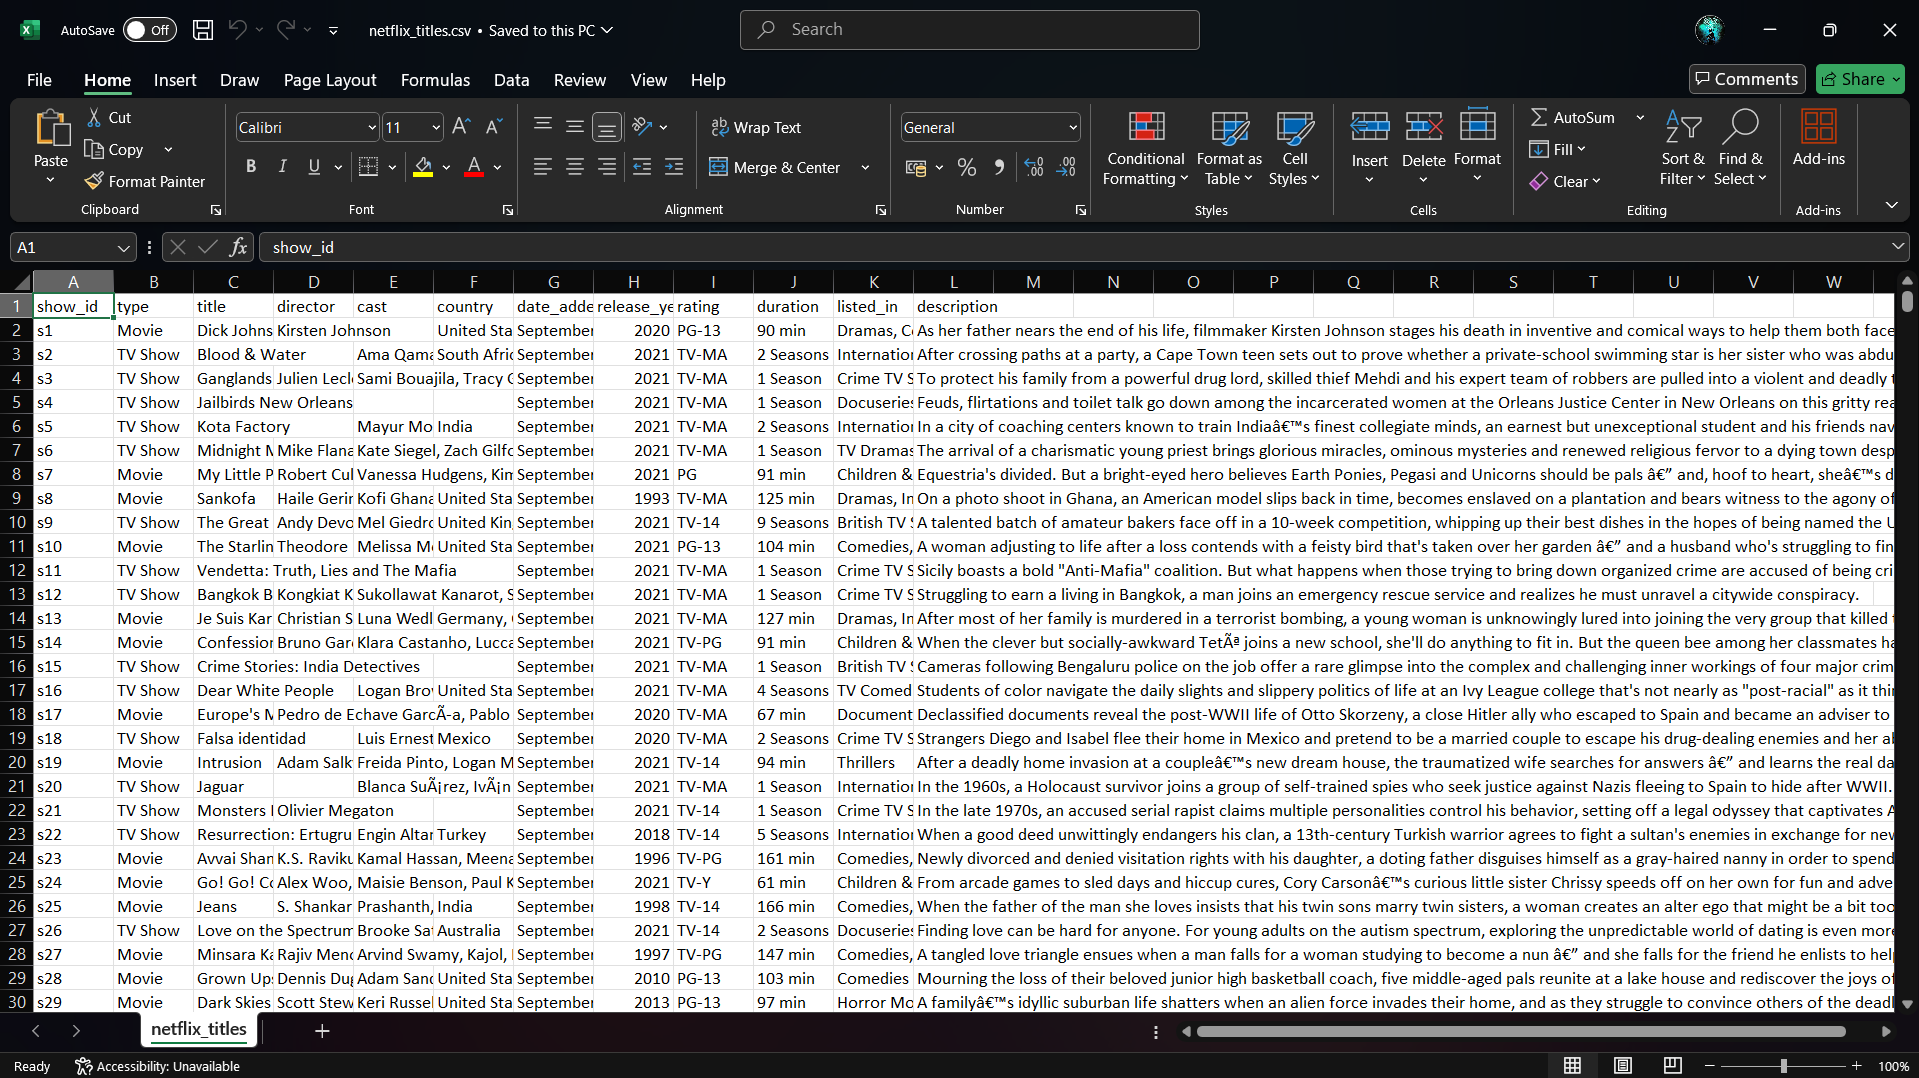 AutoSave Off netflix_titles.csv • Saved to this PC Search
File Home Insert Draw Page Layout Formulas Data Review View Help Comments Share
Paste Cut Copy Format Painter Clipboard
Calibri 11 B I U A Font
Wrap Text Merge & Center Alignment
General % Number
Conditional Formatting Format as Table Cell Styles Styles
Insert Delete Format Cells
AutoSum Fill Clear Sort & Filter Find & Select Editing
Add-ins Add-ins
A1 fx show_id
A B C D E F G H I J K L M N O P Q R S T U V W
1 show_id type title director cast country date_adde release_ye rating duration listed_in description
2 s1 Movie Dick Johns Kirsten Johnson United Sta September 2020 PG-13 90 min Dramas, Co As her father nears the end of his life, filmmaker Kirsten Johnson stages his death in inventive and comical ways to help them both face
3 s2 TV Show Blood & Water Ama Qama South Afric September 2021 TV-MA 2 Seasons Internation After crossing paths at a party, a Cape Town teen sets out to prove whether a private-school swimming star is her sister who was abdu
4 s3 TV Show Ganglands Julien Lecle Sami Bouajila, Tracy G September 2021 TV-MA 1 Season Crime TV S To protect his family from a powerful drug lord, skilled thief Mehdi and his expert team of robbers are pulled into a violent and deadly
5 s4 TV Show Jailbirds New Orleans September 2021 TV-MA 1 Season Docuseries Feuds, flirtations and toilet talk go down among the incarcerated women at the Orleans Justice Center in New Orleans on this gritty rea
6 s5 TV Show Kota Factory Mayur Mo India September 2021 TV-MA 2 Seasons Internation In a city of coaching centers known to train Indiaâ€™s finest collegiate minds, an earnest but unexceptional student and his friends nav
7 s6 TV Show Midnight M Mike Flana Kate Siegel, Zach Gilfo September 2021 TV-MA 1 Season TV Dramas The arrival of a charismatic young priest brings glorious miracles, ominous mysteries and renewed religious fervor to a dying town desp
8 s7 Movie My Little P Robert Cul Vanessa Hudgens, Kim September 2021 PG 91 min Children & Equestria's divided. But a bright-eyed hero believes Earth Ponies, Pegasi and Unicorns should be pals â€” and, hoof to heart, sheâ€™s d
9 s8 Movie Sankofa Haile Gerim Kofi Ghana United Sta September 1993 TV-MA 125 min Dramas, In On a photo shoot in Ghana, an American model slips back in time, becomes enslaved on a plantation and bears witness to the agony of
10 s9 TV Show The Great Andy Devo Mel Giedro United Kin September 2021 TV-14 9 Seasons British TV S A talented batch of amateur bakers face off in a 10-week competition, whipping up their best dishes in the hopes of being named the U
11 s10 Movie The Starlin Theodore Melissa Mc United Sta September 2021 PG-13 104 min Comedies, A woman adjusting to life after a loss contends with a feisty bird that's taken over her garden â€” and a husband who's struggling to fin
12 s11 TV Show Vendetta: Truth, Lies and The Mafia September 2021 TV-MA 1 Season Crime TV S Sicily boasts a bold "Anti-Mafia" coalition. But what happens when those trying to bring down organized crime are accused of being cri
13 s12 TV Show Bangkok B Kongkiat K Sukollawat Kanarot, S September 2021 TV-MA 1 Season Crime TV S Struggling to earn a living in Bangkok, a man joins an emergency rescue service and realizes he must unravel a citywide conspiracy.
14 s13 Movie Je Suis Kar Christian S Luna Wedl Germany, September 2021 TV-MA 127 min Dramas, In After most of her family is murdered in a terrorist bombing, a young woman is unknowingly lured into joining the very group that killed
15 s14 Movie Confession Bruno Gar Klara Castanho, Lucca September 2021 TV-PG 91 min Children & When the clever but socially-awkward TetÃª joins a new school, she'll do anything to fit in. But the queen bee among her classmates ha
16 s15 TV Show Crime Stories: India Detectives September 2021 TV-MA 1 Season British TV S Cameras following Bengaluru police on the job offer a rare glimpse into the complex and challenging inner workings of four major crim
17 s16 TV Show Dear White People Logan Brow United Sta September 2021 TV-MA 4 Seasons TV Comed Students of color navigate the daily slights and slippery politics of life at an Ivy League college that's not nearly as "post-racial" as it thin
18 s17 Movie Europe's M Pedro de Echave GarcÃ-a, Pablo September 2020 TV-MA 67 min Document Declassified documents reveal the post-WWII life of Otto Skorzeny, a close Hitler ally who escaped to Spain and became an adviser to
19 s18 TV Show Falsa identidad Luis Ernest Mexico September 2020 TV-MA 2 Seasons Crime TV S Strangers Diego and Isabel flee their home in Mexico and pretend to be a married couple to escape his drug-dealing enemies and her al
20 s19 Movie Intrusion Adam Salk Freida Pinto, Logan M September 2021 TV-14 94 min Thrillers After a deadly home invasion at a coupleâ€™s new dream house, the traumatized wife searches for answers â€” and learns the real da
21 s20 TV Show Jaguar Blanca SuÃ¡rez, IvÃ¡n September 2021 TV-MA 1 Season Internation In the 1960s, a Holocaust survivor joins a group of self-trained spies who seek justice against Nazis fleeing to Spain to hide after WWII.
22 s21 TV Show Monsters I Olivier Megaton September 2021 TV-14 1 Season Crime TV S In the late 1970s, an accused serial rapist claims multiple personalities control his behavior, setting off a legal odyssey that captivates A
23 s22 TV Show Resurrection: Ertugru Engin Altan Turkey September 2018 TV-14 5 Seasons Internation When a good deed unwittingly endangers his clan, a 13th-century Turkish warrior agrees to fight a sultan's enemies in exchange for new
24 s23 Movie Avvai Shan K.S. Raviku Kamal Hassan, Meena September 1996 TV-PG 161 min Comedies, Newly divorced and denied visitation rights with his daughter, a doting father disguises himself as a gray-haired nanny in order to spend
25 s24 Movie Go! Go! Co Alex Woo, Maisie Benson, Paul K September 2021 TV-Y 61 min Children & From arcade games to sled days and hiccup cures, Cory Carsonâ€™s curious little sister Chrissy speeds off on her own for fun and adve
26 s25 Movie Jeans S. Shankar Prashanth, India September 1998 TV-14 166 min Comedies, When the father of the man she loves insists that his twin sons marry twin sisters, a woman creates an alter ego that might be a bit too
27 s26 TV Show Love on the Spectrum Brooke Sat Australia September 2021 TV-14 2 Seasons Docuseries Finding love can be hard for anyone. For young adults on the autism spectrum, exploring the unpredictable world of dating is even more
28 s27 Movie Minsara Ka Rajiv Meno Arvind Swamy, Kajol, September 1997 TV-PG 147 min Comedies, A tangled love triangle ensues when a man falls for a woman studying to become a nun â€” and she falls for the friend he enlists to help
29 s28 Movie Grown Ups Dennis Dug Adam Sand United Sta September 2010 PG-13 103 min Comedies Mourning the loss of their beloved junior high basketball coach, five middle-aged pals reunite at a lake house and rediscover the joys of
30 s29 Movie Dark Skies Scott Stew Keri Russel United Sta September 2013 PG-13 97 min Horror Mo A familyâ€™s idyllic suburban life shatters when an alien force invades their home, and as they struggle to convince others of the deadl
netflix_titles
Ready Accessibility: Unavailable 100%